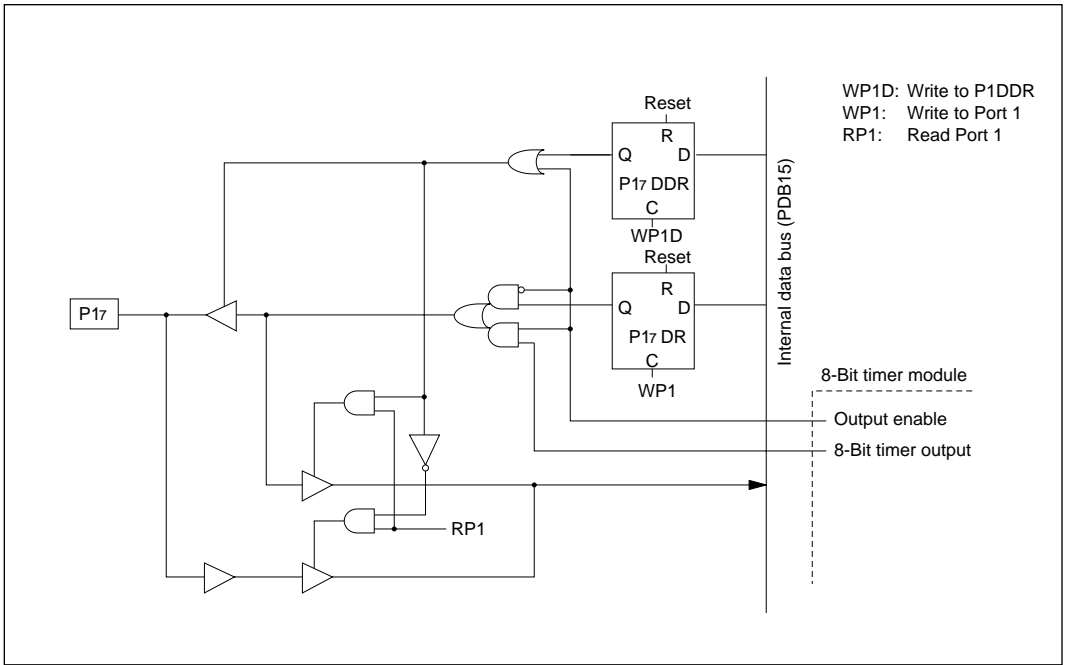 Reset
R
Q D
P17 DDR
C
WP1D
Reset
R
Q D
P17 DR
C
WP1
P17
RP1
Internal data bus (PDB15)
WP1D: Write to P1DDR
WP1: Write to Port 1
RP1: Read Port 1
8-Bit timer module
Output enable
8-Bit timer output